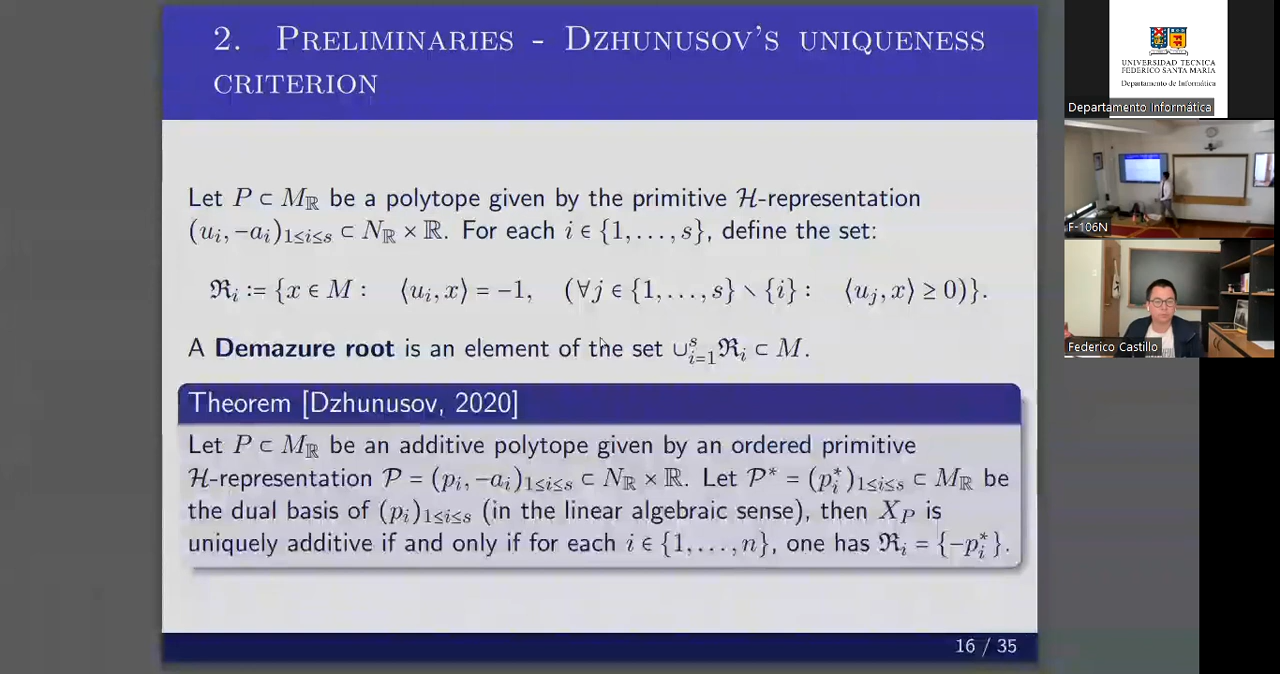 2. Preliminaries - Dzhunusov's uniqueness
criterion
Let P ⊂ M_ℝ be a polytope given by the primitive ℋ-representation
(u_i, −a_i)_{1≤i≤s} ⊂ N_ℝ × ℝ. For each i ∈ {1, . . . , s}, define the set:
ℜ_i := {x ∈ M : ⟨u_i, x⟩ = −1, (∀j ∈ {1, . . . , s} ∖ {i} : ⟨u_j, x⟩ ≥ 0)}.
A Demazure root is an element of the set ∪_{i=1}^s ℜ_i ⊂ M.
Theorem [Dzhunusov, 2020]
Let P ⊂ M_ℝ be an additive polytope given by an ordered primitive
ℋ-representation 𝒫 = (p_i, −a_i)_{1≤i≤s} ⊂ N_ℝ × ℝ. Let 𝒫* = (p_i*)_{1≤i≤s} ⊂ M_ℝ be
the dual basis of (p_i)_{1≤i≤s} (in the linear algebraic sense), then X_P is
uniquely additive if and only if for each i ∈ {1, . . . , n}, one has ℜ_i = {−p_i*}.
16 / 35
UNIVERSIDAD TECNICA
FEDERICO SANTA MARIA
Departamento de Informática
Departamento Informática
F-106N
Federico Castillo